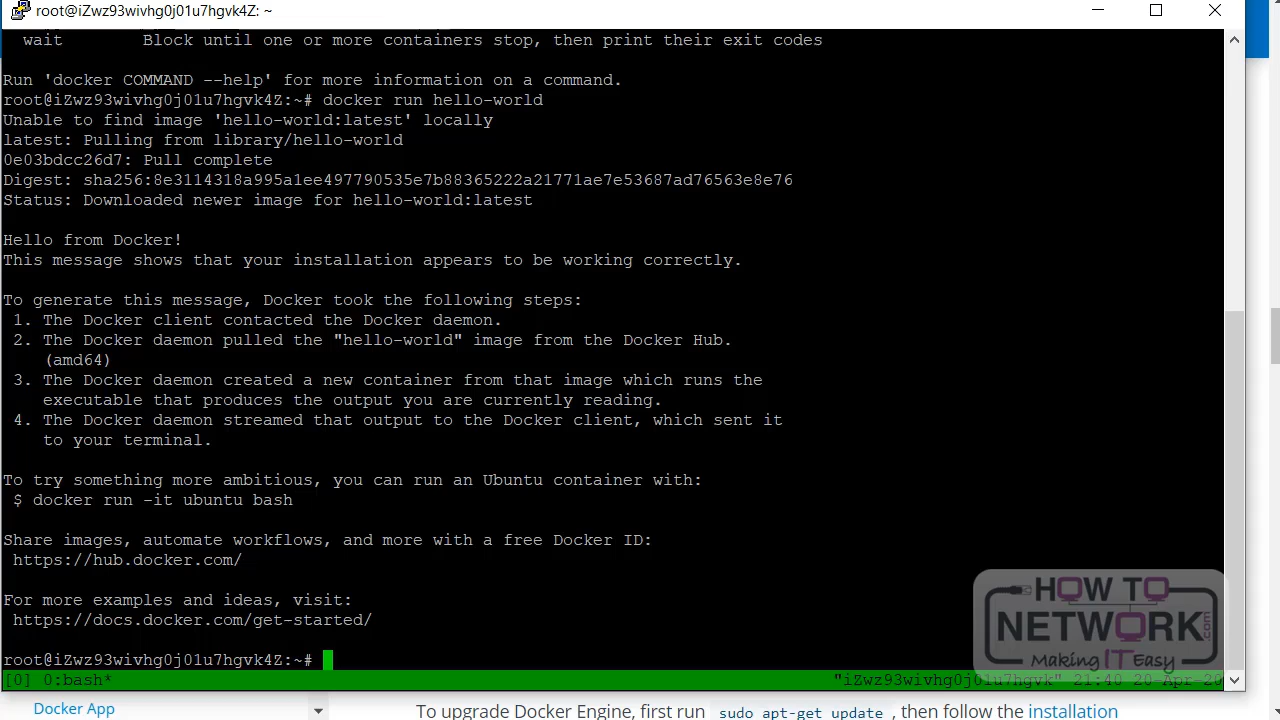 root@iZwz93wivhg0j01u7hgvk4Z: ~
wait        Block until one or more containers stop, then print their exit codes
Run 'docker COMMAND --help' for more information on a command.
root@iZwz93wivhg0j01u7hgvk4Z:~# docker run hello-world
Unable to find image 'hello-world:latest' locally
latest: Pulling from library/hello-world
0e03bdcc26d7: Pull complete
Digest: sha256:8e3114318a995a1ee497790535e7b88365222a21771ae7e53687ad76563e8e76
Status: Downloaded newer image for hello-world:latest
Hello from Docker!
This message shows that your installation appears to be working correctly.
To generate this message, Docker took the following steps:
1. The Docker client contacted the Docker daemon.
2. The Docker daemon pulled the "hello-world" image from the Docker Hub.
(amd64)
3. The Docker daemon created a new container from that image which runs the
executable that produces the output you are currently reading.
4. The Docker daemon streamed that output to the Docker client, which sent it
to your terminal.
To try something more ambitious, you can run an Ubuntu container with:
$ docker run -it ubuntu bash
Share images, automate workflows, and more with a free Docker ID:
https://hub.docker.com/
For more examples and ideas, visit:
https://docs.docker.com/get-started/
root@iZwz93wivhg0j01u7hgvk4Z:~#
[0] 0:bash* "iZwz93wivhg0j01u7hgvk" 21:40 20-Apr-20
HOW TO
NETWORK.com
Making IT Easy
Docker App
To upgrade Docker Engine, first run sudo apt-get update , then follow the installation